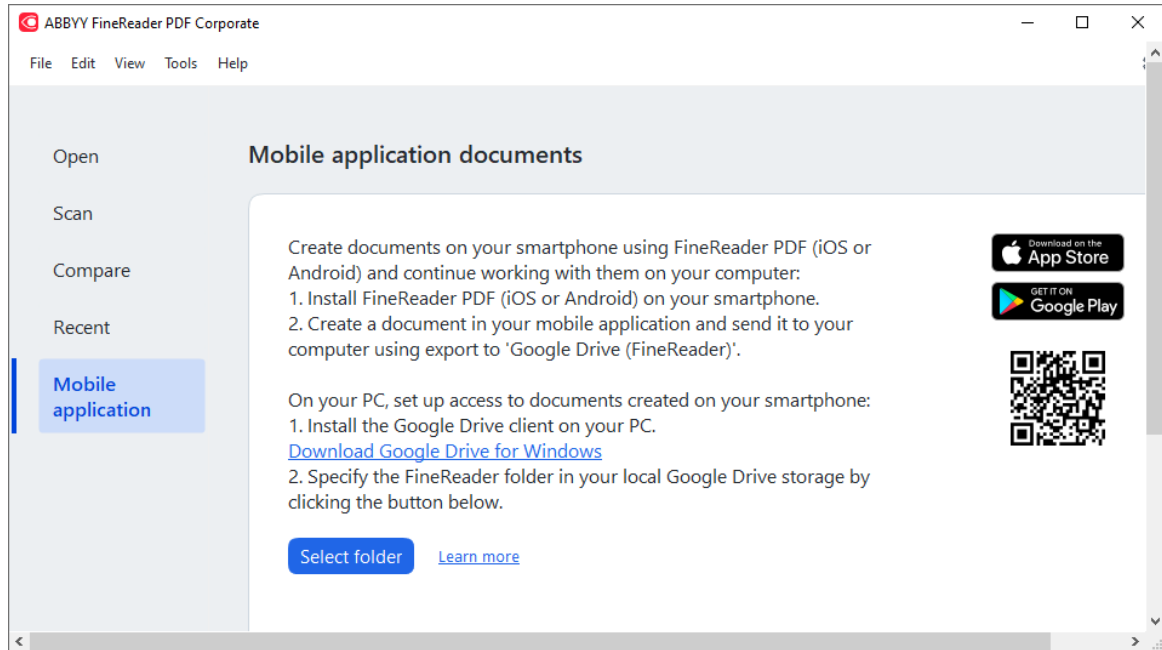 ABBYY FineReader PDF Corporate
File Edit View Tools Help
Open
Scan
Compare
Recent
Mobile
application
Mobile application documents
Create documents on your smartphone using FineReader PDF (iOS or
Android) and continue working with them on your computer:
1. Install FineReader PDF (iOS or Android) on your smartphone.
2. Create a document in your mobile application and send it to your
computer using export to 'Google Drive (FineReader)'.
On your PC, set up access to documents created on your smartphone:
1. Install the Google Drive client on your PC.
Download Google Drive for Windows
2. Specify the FineReader folder in your local Google Drive storage by
clicking the button below.
Select folder Learn more
Download on the
App Store
GET IT ON
Google Play